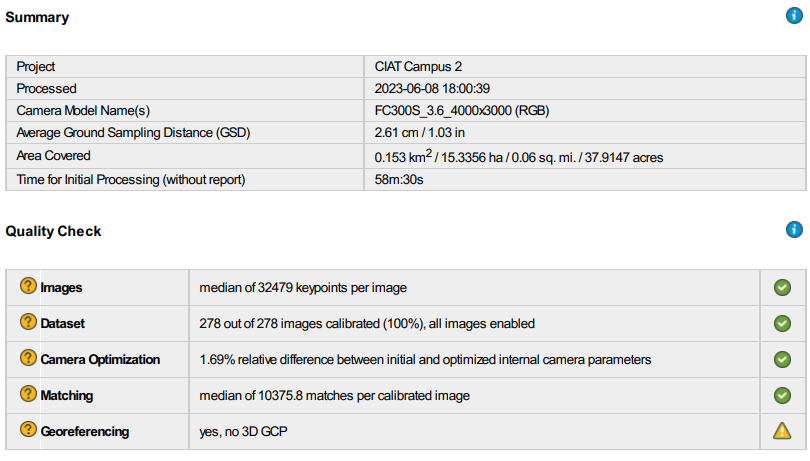 Summary
Project CIAT Campus 2
Processed 2023-06-08 18:00:39
Camera Model Name(s) FC300S_3.6_4000x3000 (RGB)
Average Ground Sampling Distance (GSD) 2.61 cm / 1.03 in
Area Covered 0.153 km2 / 15.3356 ha / 0.06 sq. mi. / 37.9147 acres
Time for Initial Processing (without report) 58m:30s
Quality Check
Images median of 32479 keypoints per image
Dataset 278 out of 278 images calibrated (100%), all images enabled
Camera Optimization 1.69% relative difference between initial and optimized internal camera parameters
Matching median of 10375.8 matches per calibrated image
Georeferencing yes, no 3D GCP